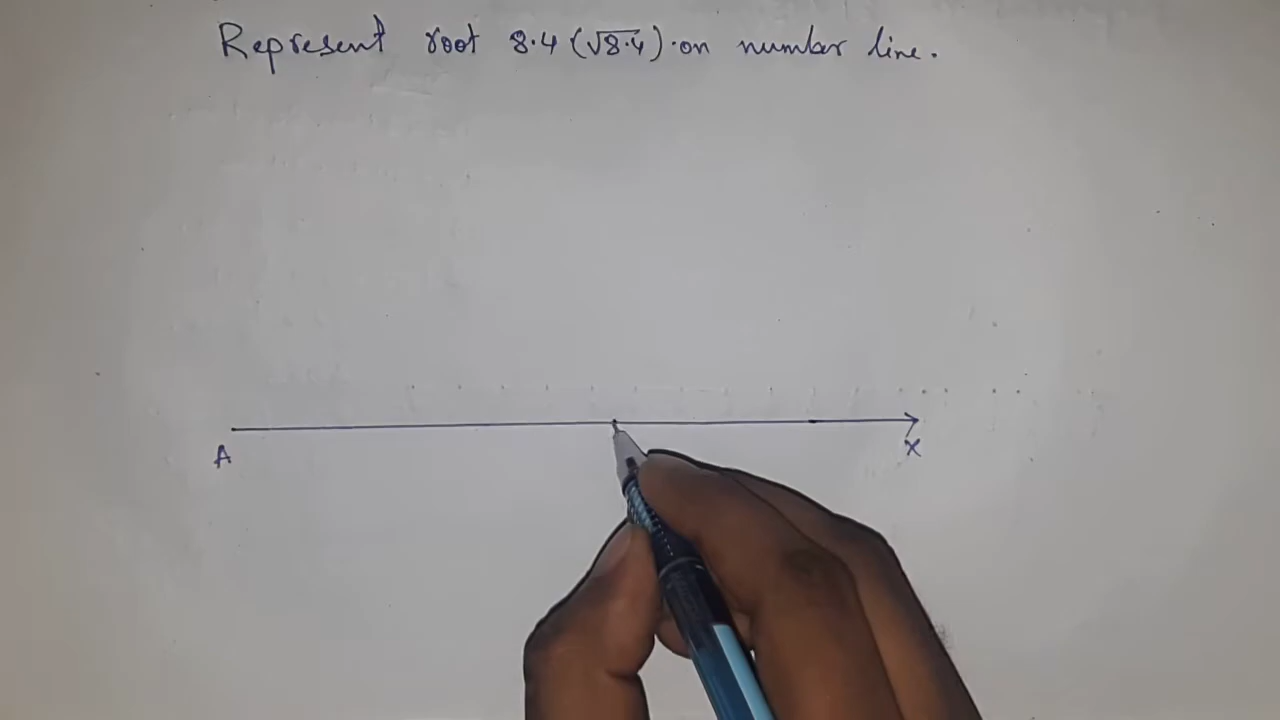 Represent root 8.4 (√8.4) on number line.
A
X